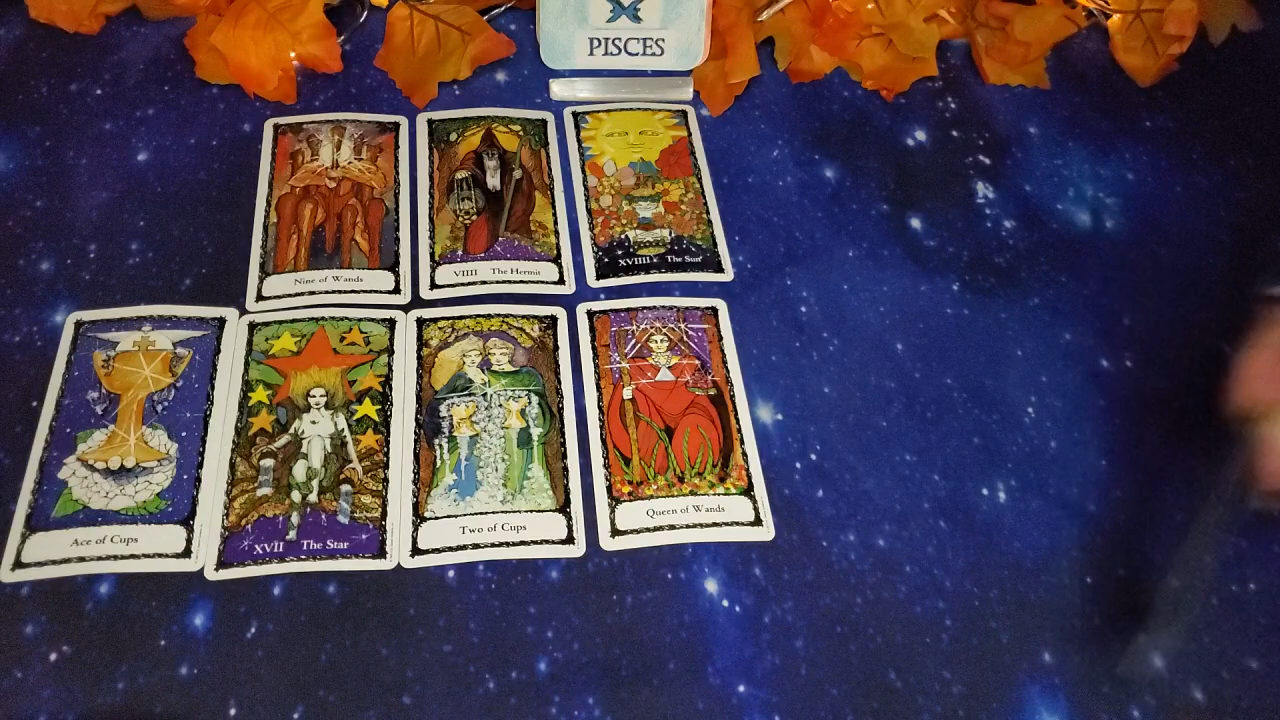 PISCES
Nine of Wands
VIIII The Hermit
XVIIII The Sun
Ace of Cups
XVII The Star
Two of Cups
Queen of Wands